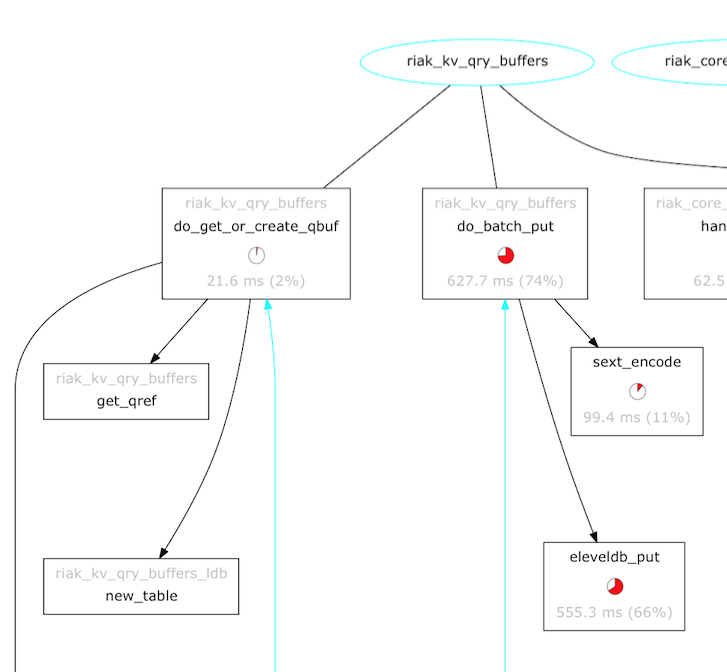 riak_kv_qry_buffers
riak_core
riak_kv_qry_buffers
do_get_or_create_qbuf
21.6 ms (2%)
riak_kv_qry_buffers
do_batch_put
627.7 ms (74%)
riak_core_
han
62.5
riak_kv_qry_buffers
get_qref
sext_encode
99.4 ms (11%)
riak_kv_qry_buffers_ldb
new_table
eleveldb_put
555.3 ms (66%)